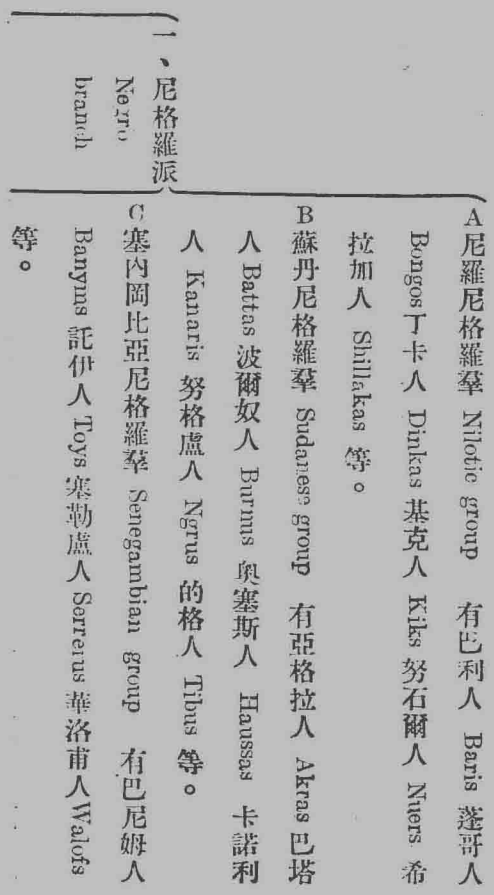 一、尼格羅派
Negro
branch
A 尼羅尼格羅羣 Nilotic group 有巴利人 Baris 蓬哥人
Bongos 丁卡人 Dinkas 基克人 Kiks 努石爾人 Nuers 希
拉加人 Shillakas 等。
B 蘇丹尼格羅羣 Sudanese group 有亞格拉人 Akras 巴塔
人 Battas 波爾奴人 Burnus 奧塞斯人 Haussas 卡諾利
人 Kanaris 努格盧人 Ngrus 的格人 Tibus 等。
C 塞內岡比亞尼格羅羣 Senegambian group 有巴尼姆人
Banyms 託伊人 Toys 塞勒盧人 Serrerus 華洛甫人 Walofs
等。